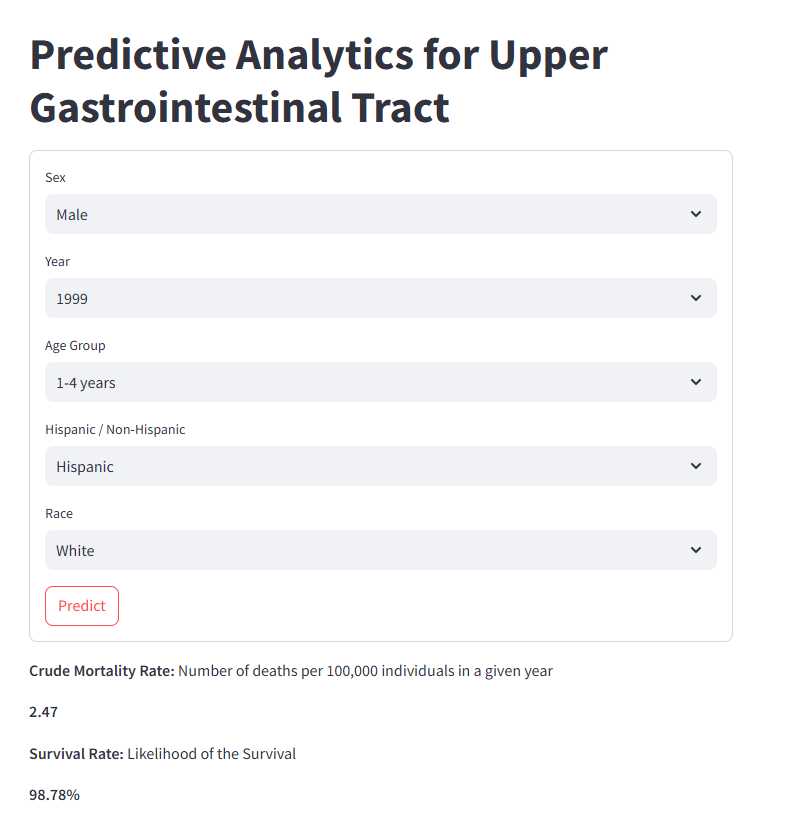 Predictive Analytics for Upper
Gastrointestinal Tract
Sex
Male
Year
1999
Age Group
1-4 years
Hispanic / Non-Hispanic
Hispanic
Race
White
Predict
Crude Mortality Rate: Number of deaths per 100,000 individuals in a given year
2.47
Survival Rate: Likelihood of the Survival
98.78%